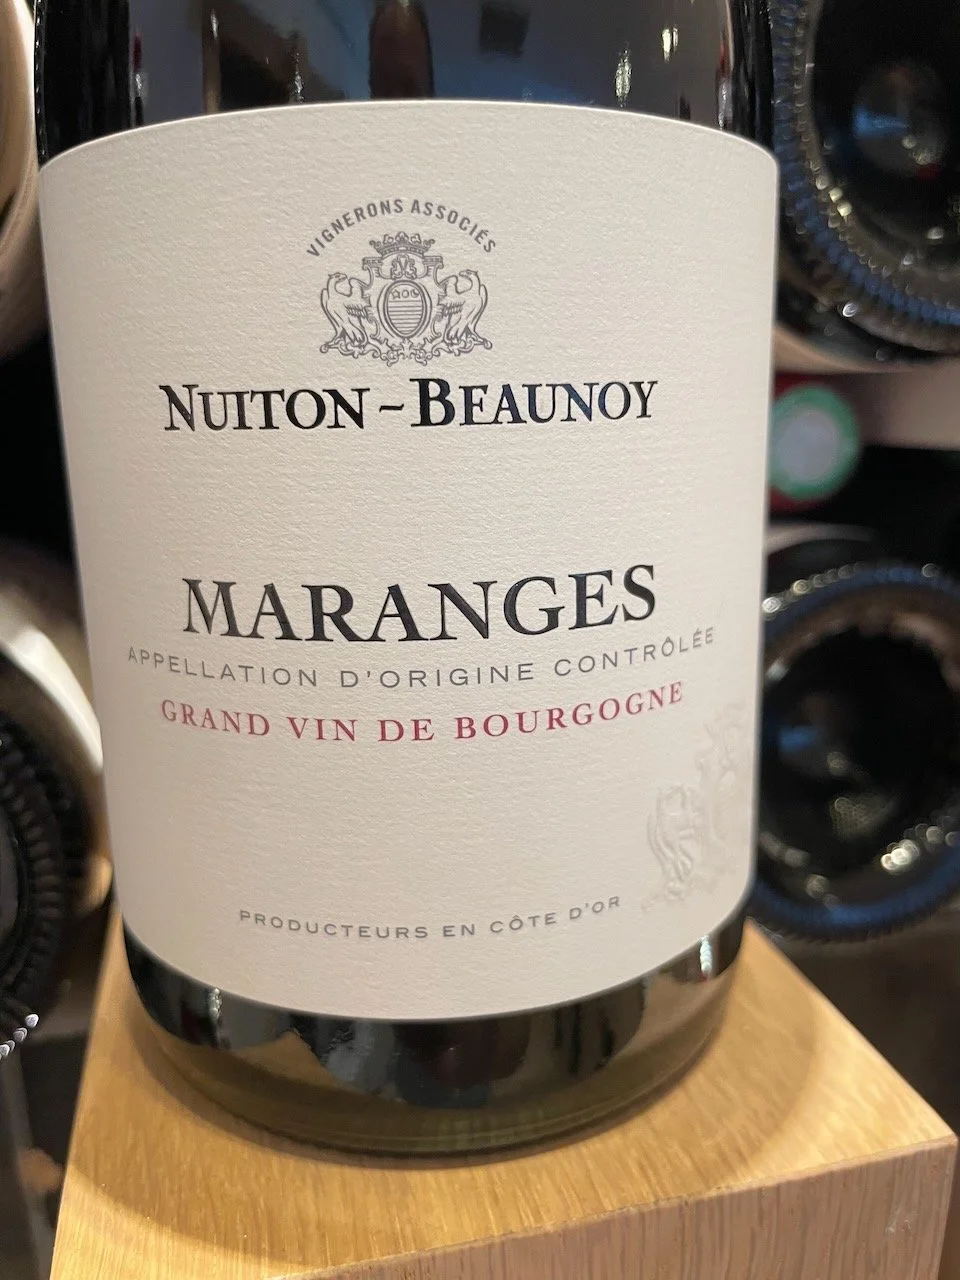 VIGNERONS ASSOCIÉS
NUITON-BEAUNOY
MARANGES
APPELLATION D'ORIGINE CONTRÔLÉE
GRAND VIN DE BOURGOGNE
PRODUCTEURS EN CÔTE D'OR